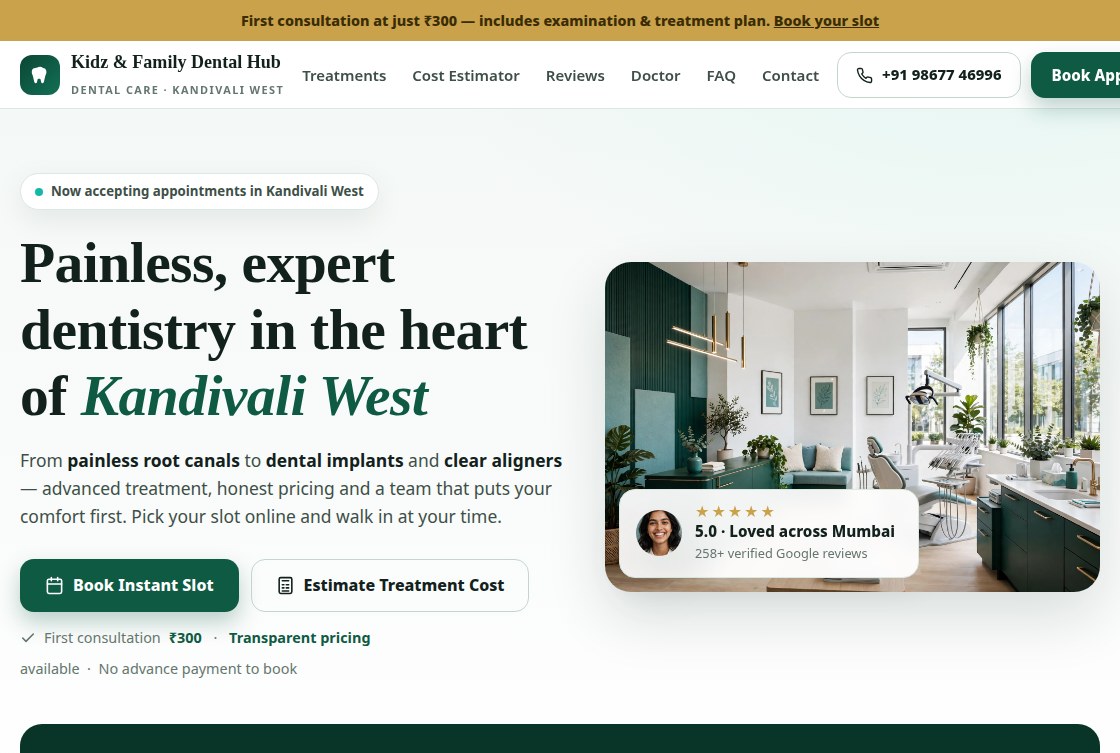 First consultation at just ₹300 — includes examination & treatment plan. Book your slot
Kidz & Family Dental Hub
DENTAL CARE · KANDIVALI WEST
Treatments
Cost Estimator
Reviews
Doctor
FAQ
Contact
+91 98677 46996
Book App
Now accepting appointments in Kandivali West
Painless, expert
dentistry in the heart
of Kandivali West
From painless root canals to dental implants and clear aligners
— advanced treatment, honest pricing and a team that puts your
comfort first. Pick your slot online and walk in at your time.
★★★★★
5.0 · Loved across Mumbai
258+ verified Google reviews
Book Instant Slot
Estimate Treatment Cost
First consultation ₹300 · Transparent pricing
available · No advance payment to book